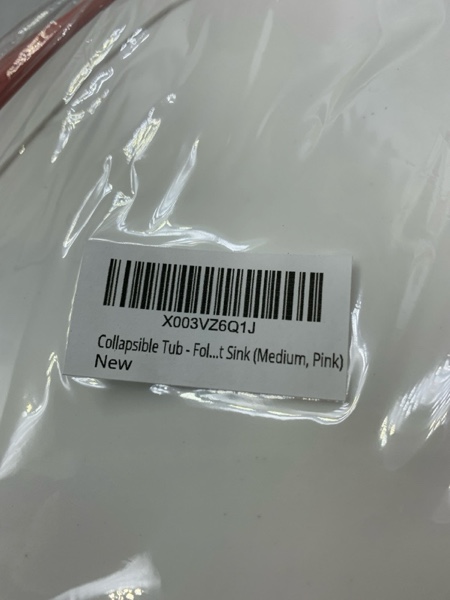 X003VZ6Q1J
Collapsible Tub - Fol...t Sink (Medium, Pink)
New